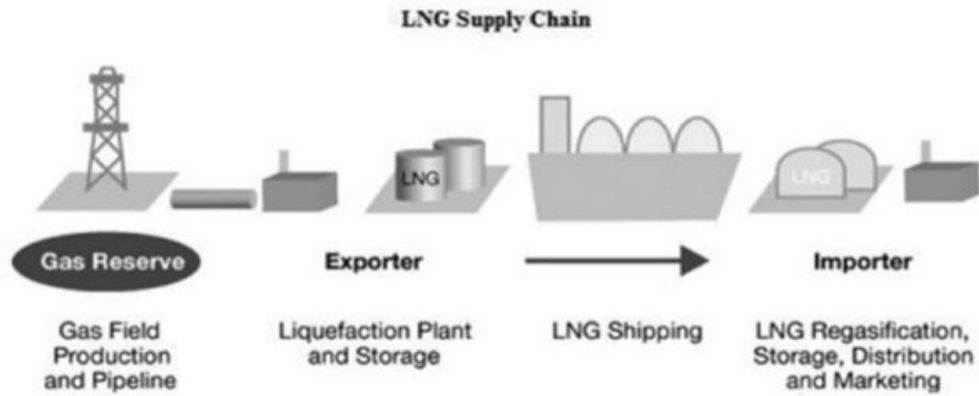 LNG Supply Chain
LNG
LNG
Gas Reserve
Exporter
Importer
Gas Field
Production
and Pipeline
Liquefaction Plant
and Storage
LNG Shipping
LNG Regasification,
Storage, Distribution
and Marketing